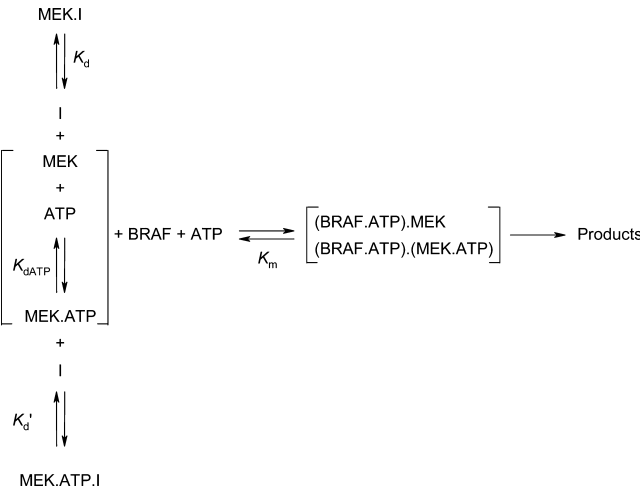 MEK.I
Kd
I
+
MEK
+
ATP
KdATP
MEK.ATP
+ BRAF + ATP
Km
(BRAF.ATP).MEK
(BRAF.ATP).(MEK.ATP)
Products
+
I
Kd'
MEK.ATP.I